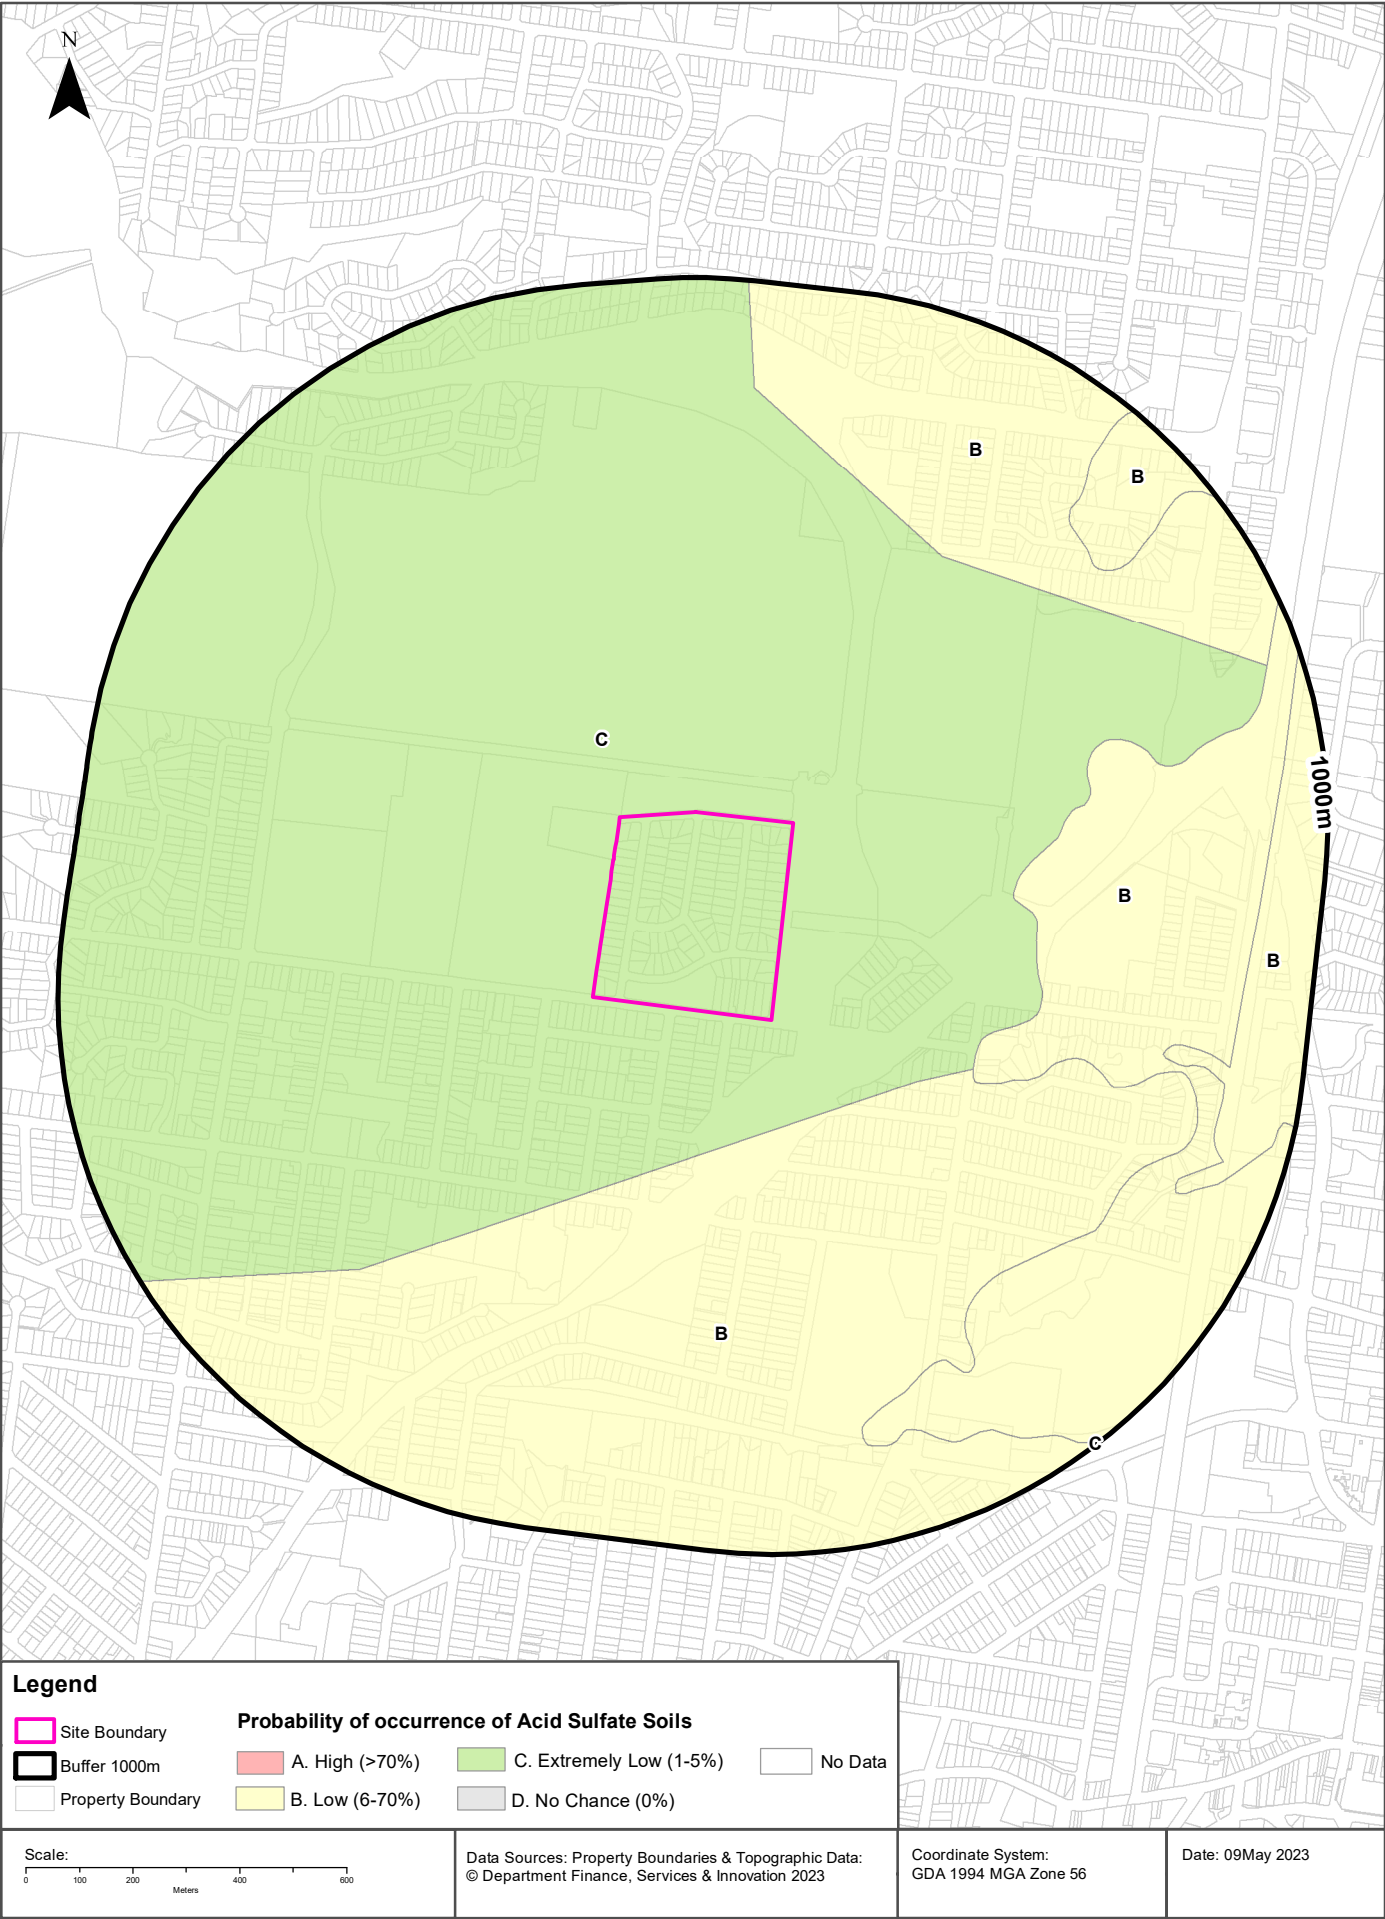 N
B
B
C
1000m
B
B
B
C
Legend
Site Boundary
Buffer 1000m
Property Boundary
Probability of occurrence of Acid Sulfate Soils
A. High (>70%)
C. Extremely Low (1-5%)
No Data
B. Low (6-70%)
D. No Chance (0%)
Scale:
0 100 200 400 600
Meters
Data Sources: Property Boundaries & Topographic Data:
© Department Finance, Services & Innovation 2023
Coordinate System:
GDA 1994 MGA Zone 56
Date: 09May 2023